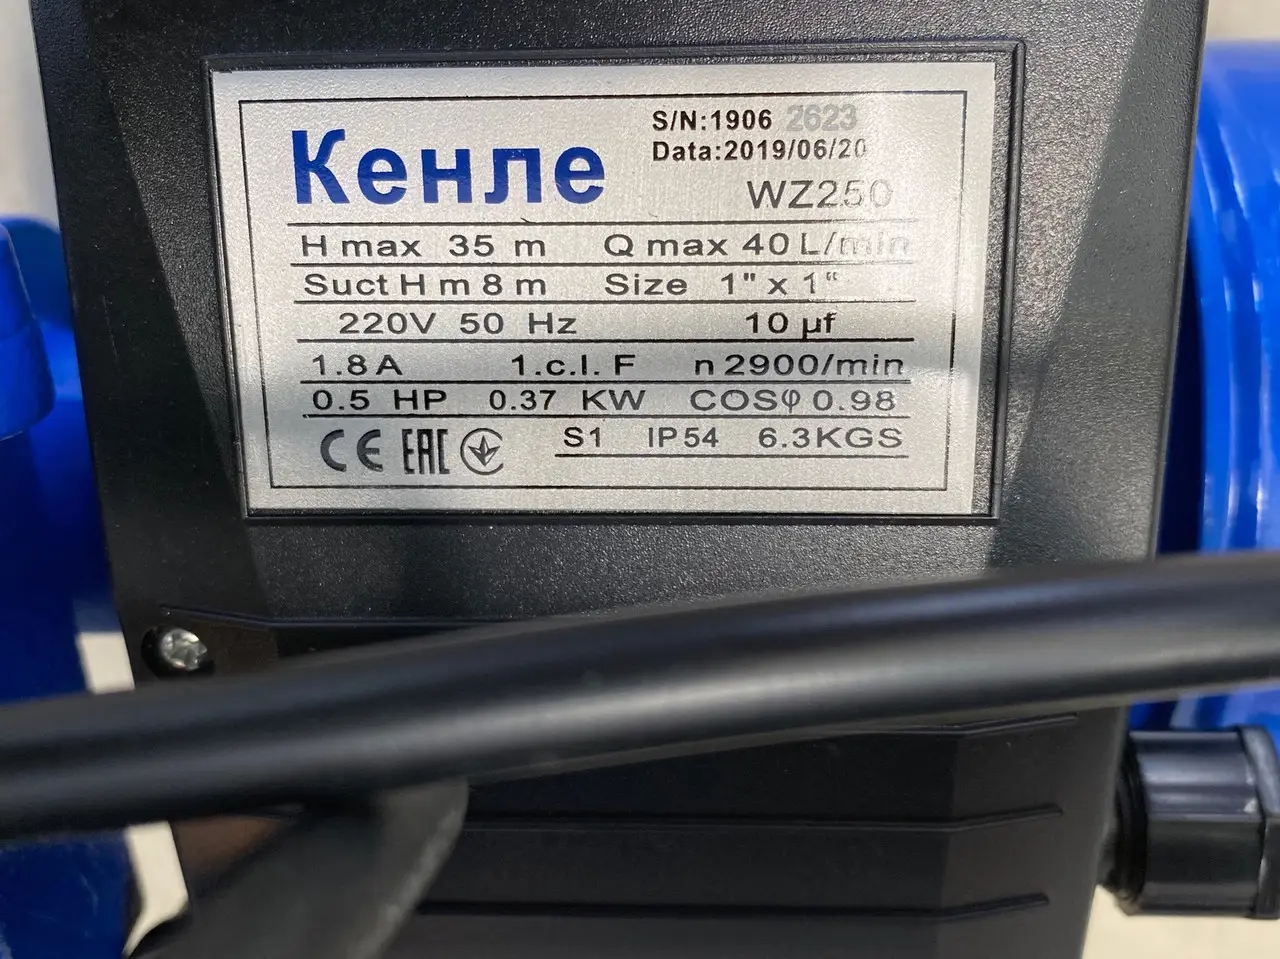 S/N:1906 2623
Data:2019/06/20
Кенле
WZ250
H max 35 m Q max 40 L/min
Suct H m 8 m Size 1" x 1"
220V 50 Hz 10 µf
1.8 A 1.c.l. F n 2900/min
0.5 HP 0.37 KW COSφ 0.98
CE EAC S1 IP54 6.3KGS